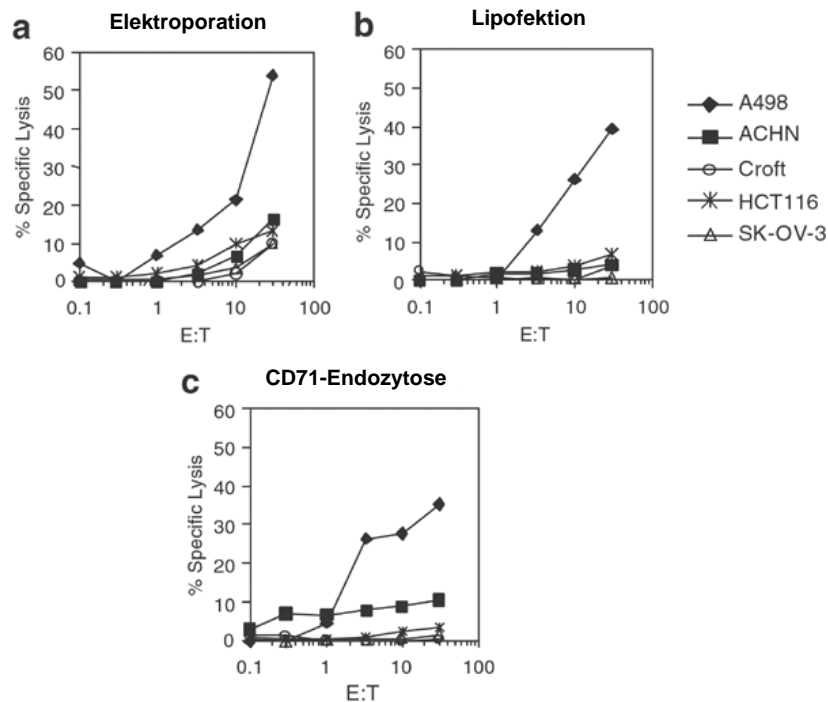 a Elektroporation
% Specific Lysis
60
50
40
30
20
10
0
0.1 1 10 100
E:T
b Lipofektion
% Specific Lysis
60
50
40
30
20
10
0
0.1 1 10 100
E:T
A498
ACHN
Croft
HCT116
SK-OV-3
c CD71-Endozytose
% Specific Lysis
60
50
40
30
20
10
0
0.1 1 10 100
E:T